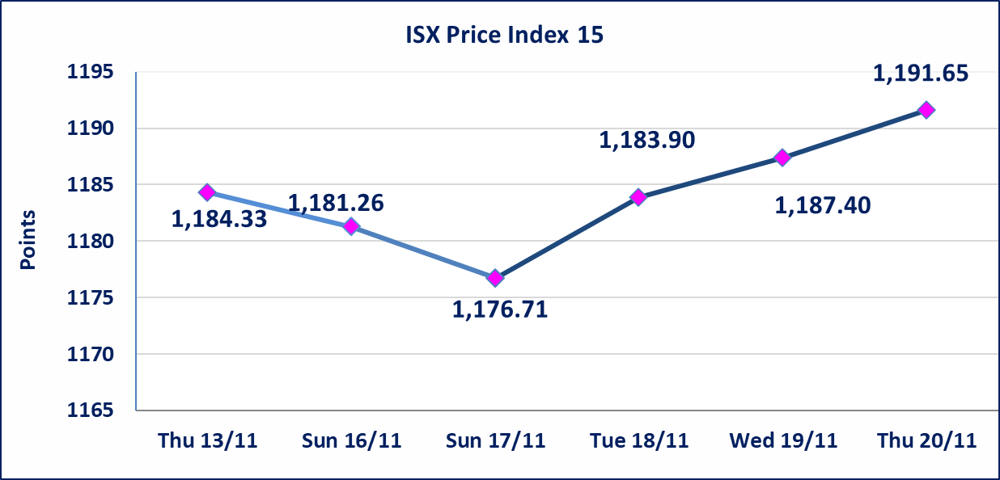 ISX Price Index 15
1195
1190
1185
1180
1175
1170
1165
Points
1,184.33
1,181.26
1,176.71
1,183.90
1,187.40
1,191.65
Thu 13/11
Sun 16/11
Sun 17/11
Tue 18/11
Wed 19/11
Thu 20/11